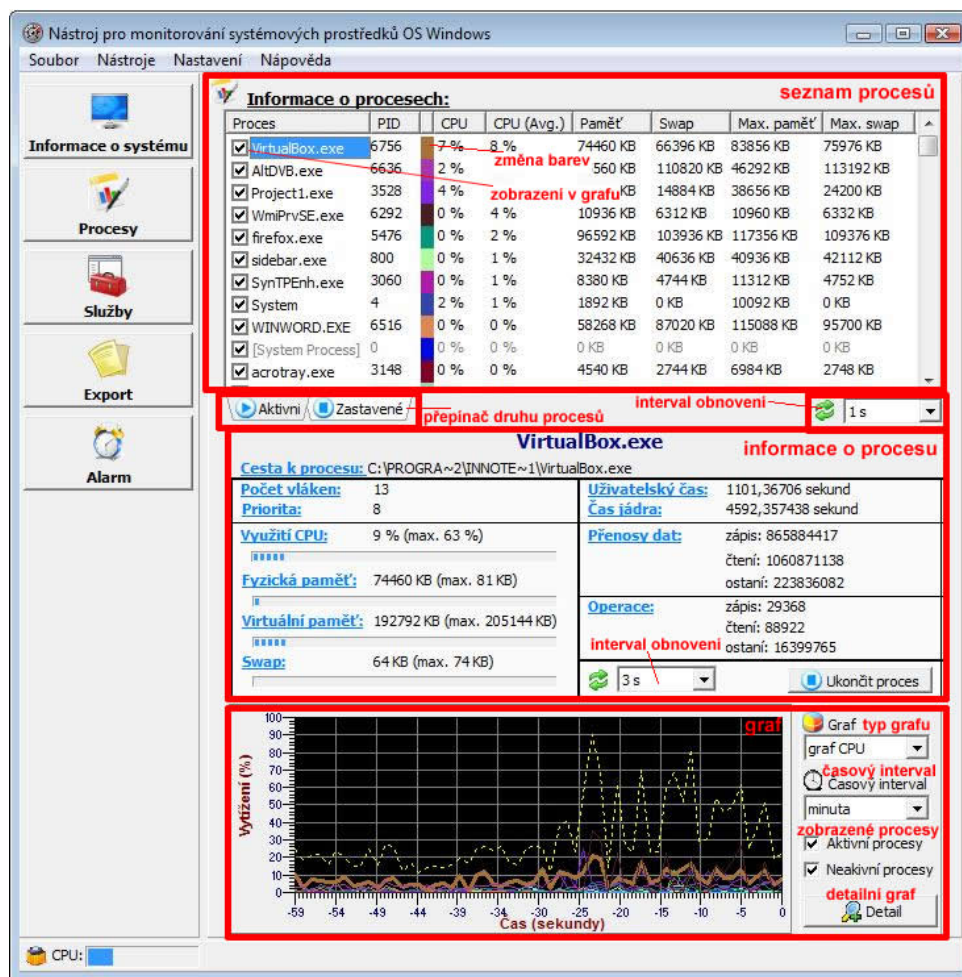 Nástroj pro monitorování systémových prostředků OS Windows
Soubor Nástroje Nastavení Nápověda
Informace o systému
Procesy
Služby
Export
Alarm
Informace o procesech: seznam procesů
Proces PID CPU CPU (Avg.) Paměť Swap Max. paměť Max. swap
VirtualBox.exe 6756 7 % 8 % 74460 KB 66396 KB 83856 KB 75976 KB
změna barev
AltDVB.exe 6636 2 % 560 KB 110820 KB 46292 KB 113192 KB
Project1.exe 3528 4 % KB 14884 KB 38656 KB 24200 KB
zobrazeni v grafu
WmiPrvSE.exe 6292 0 % 4 % 10936 KB 6312 KB 10960 KB 6332 KB
firefox.exe 5476 0 % 2 % 96592 KB 103936 KB 117356 KB 109376 KB
sidebar.exe 800 0 % 1 % 32432 KB 40636 KB 40936 KB 42112 KB
SynTPEnh.exe 3060 0 % 1 % 8380 KB 4744 KB 11312 KB 4752 KB
System 4 2 % 1 % 1892 KB 0 KB 10092 KB 0 KB
WINWORD.EXE 6516 0 % 0 % 58268 KB 87020 KB 115088 KB 95700 KB
[System Process] 0 0 % 0 % 0 KB 0 KB 0 KB 0 KB
acrotray.exe 3148 0 % 0 % 4540 KB 2744 KB 6984 KB 2748 KB
Aktivni Zastavené přepinač druhu procesů interval obnoveni 1 s
VirtualBox.exe informace o procesu
Cesta k procesu: C:\PROGRA~2\INNOTE~1\VirtualBox.exe
Počet vláken: 13
Priorita: 8
Uživatelský čas: 1101,36706 sekund
Čas jádra: 4592,357438 sekund
Využití CPU: 9 % (max. 63 %)
Fyzická paměť: 74460 KB (max. 81 KB)
Virtuální paměť: 192792 KB (max. 205144 KB)
Swap: 64 KB (max. 74 KB)
Přenosy dat: zápis: 865884417
čtení: 1060871138
ostaní: 223836082
Operace: zápis: 29368
čtení: 88922
ostaní: 16399765
interval obnoveni
3 s Ukončit proces
graf
Vytížení (%)
100
90
80
70
60
50
40
30
20
10
0
-59 -54 -49 -44 -39 -34 -30 -25 -20 -15 -10 -5 0
Čas (sekundy)
Graf typ grafu
graf CPU
časový interval
Časový interval
minuta
zobrazené procesy
Aktivní procesy
Neakivní procesy
detailni graf
Detail
CPU: